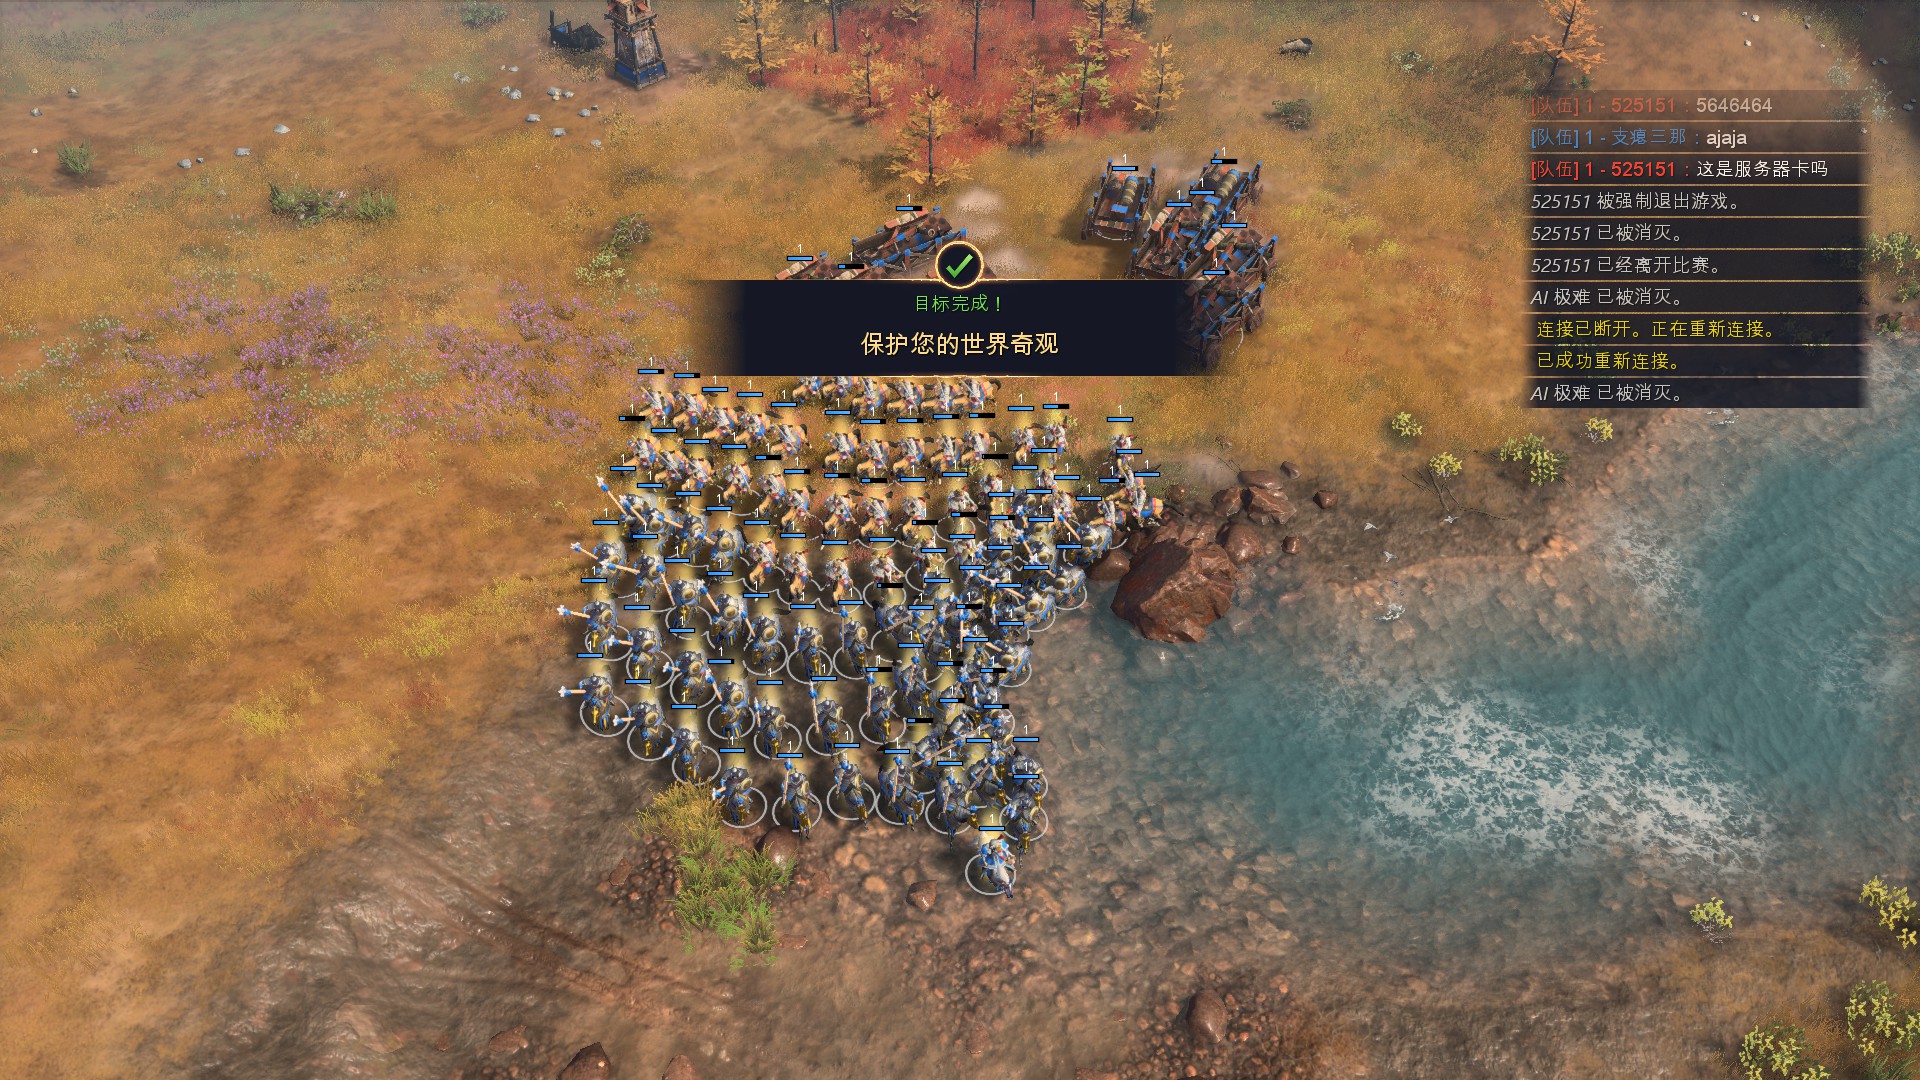 [队伍] 1 - 525151：5646464
[队伍] 1 - 支瘪三那：ajaja
[队伍] 1 - 525151：这是服务器卡吗
525151 被强制退出游戏。
525151 已被消灭。
525151 已经离开比赛。
AI 极难 已被消灭。
连接已断开。正在重新连接。
已成功重新连接。
AI 极难 已被消灭。
目标完成！
保护您的世界奇观